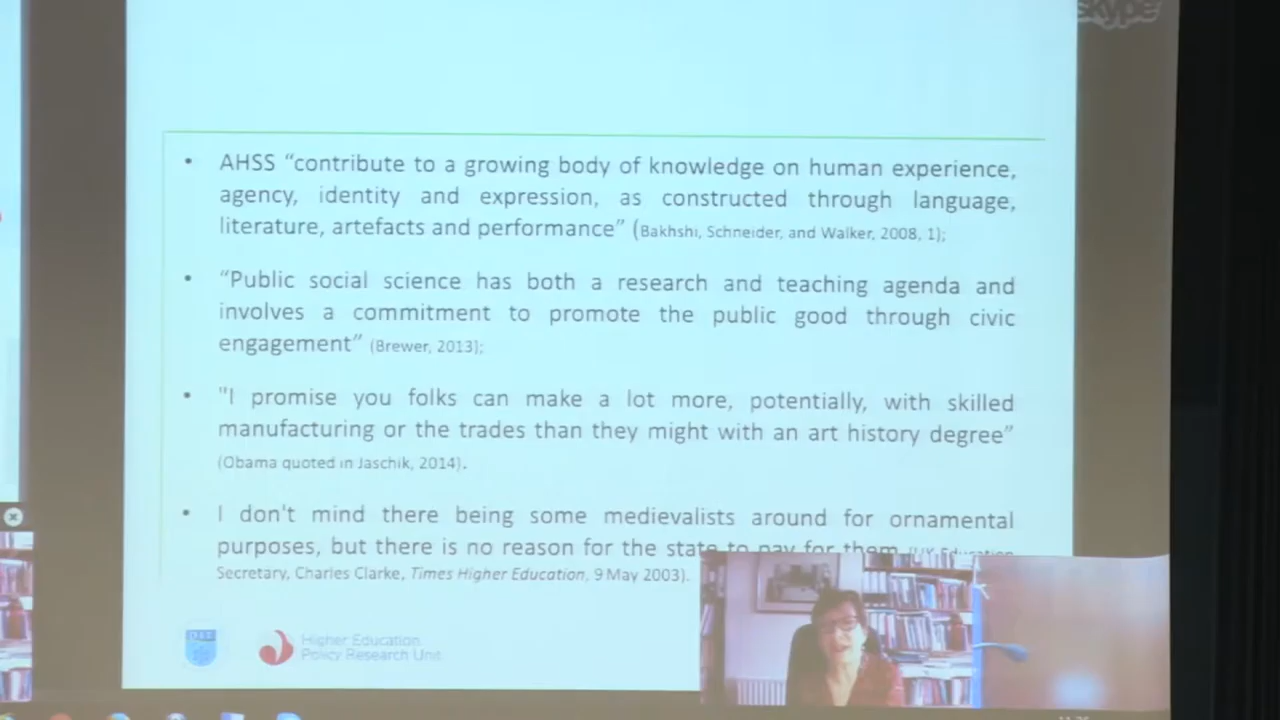 skype
• AHSS “contribute to a growing body of knowledge on human experience,
agency, identity and expression, as constructed through language,
literature, artefacts and performance” (Bakhshi, Schneider, and Walker, 2008, 1);
• “Public social science has both a research and teaching agenda and
involves a commitment to promote the public good through civic
engagement” (Brewer, 2013);
• "I promise you folks can make a lot more, potentially, with skilled
manufacturing or the trades than they might with an art history degree”
(Obama quoted in Jaschik, 2014).
• I don't mind there being some medievalists around for ornamental
purposes, but there is no reason for the state to pay for them (UK Education
Secretary, Charles Clarke, Times Higher Education, 9 May 2003).
Higher Education
Policy Research Unit